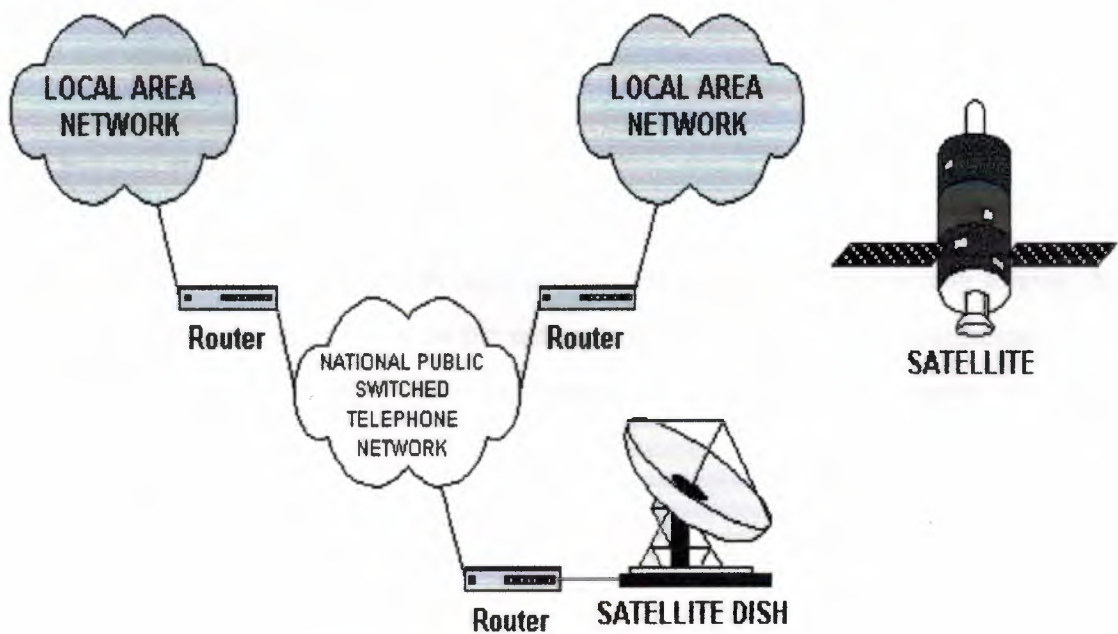 LOCAL AREA
NETWORK
LOCAL AREA
NETWORK
Router
Router
NATIONAL PUBLIC
SWITCHED
TELEPHONE
NETWORK
SATELLITE
Router
SATELLITE DISH